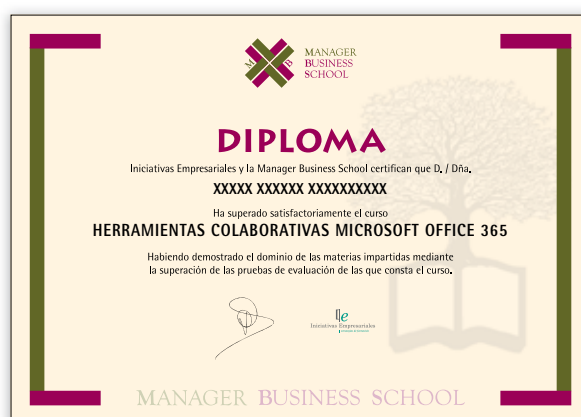 M B
MANAGER
BUSINESS
SCHOOL
DIPLOMA
Iniciativas Empresariales y la Manager Business School certifican que D. / Dña.
XXXXX XXXXXX XXXXXXXXXX
Ha superado satisfactoriamente el curso
HERRAMIENTAS COLABORATIVAS MICROSOFT OFFICE 365
Habiendo demostrado el dominio de las materias impartidas mediante
la superación de las pruebas de evaluación de las que consta el curso.
Iniciativas Empresariales
MANAGER BUSINESS SCHOOL